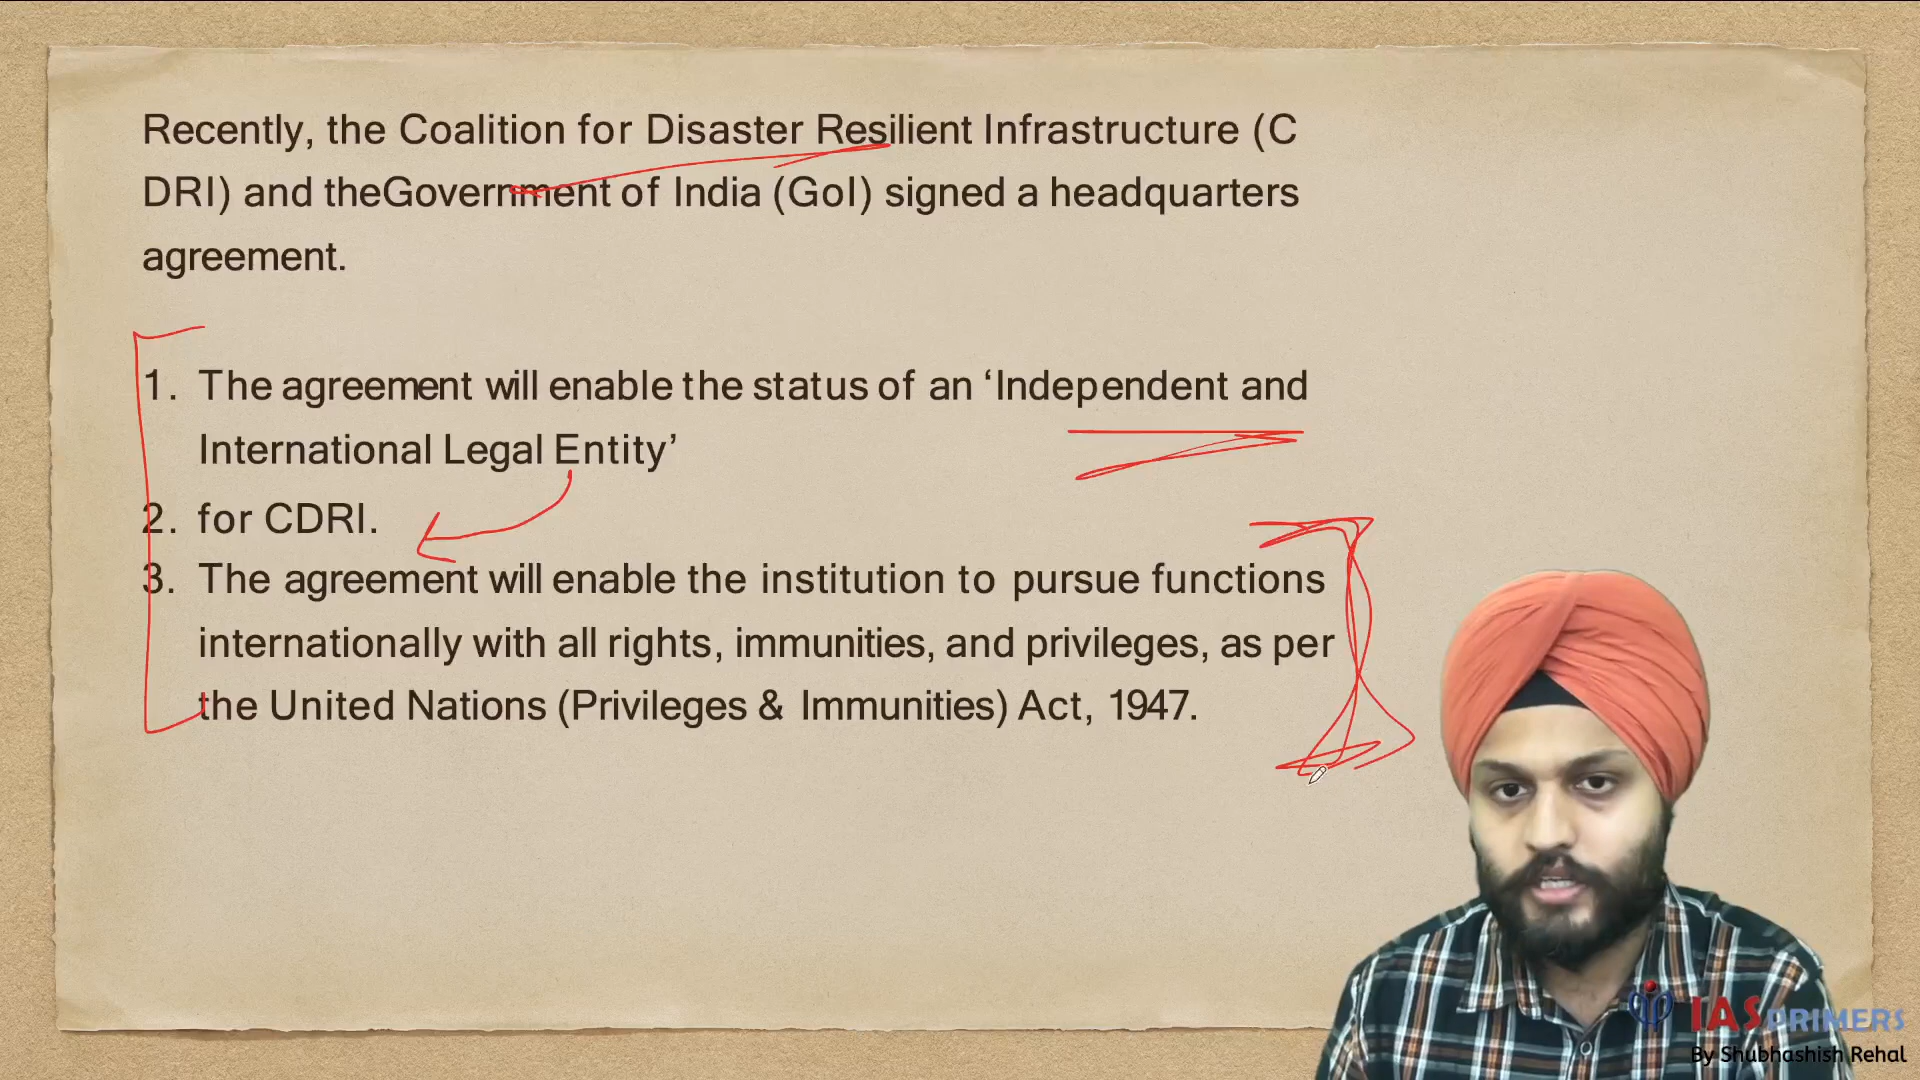 Recently, the Coalition for Disaster Resilient Infrastructure (C
DRI) and theGovernment of India (GoI) signed a headquarters
agreement.
1. The agreement will enable the status of an ‘Independent and
International Legal Entity’
2. for CDRI.
3. The agreement will enable the institution to pursue functions
internationally with all rights, immunities, and privileges, as per
the United Nations (Privileges & Immunities) Act, 1947.
IAS PRIMERS
By Shubhashish Rehal